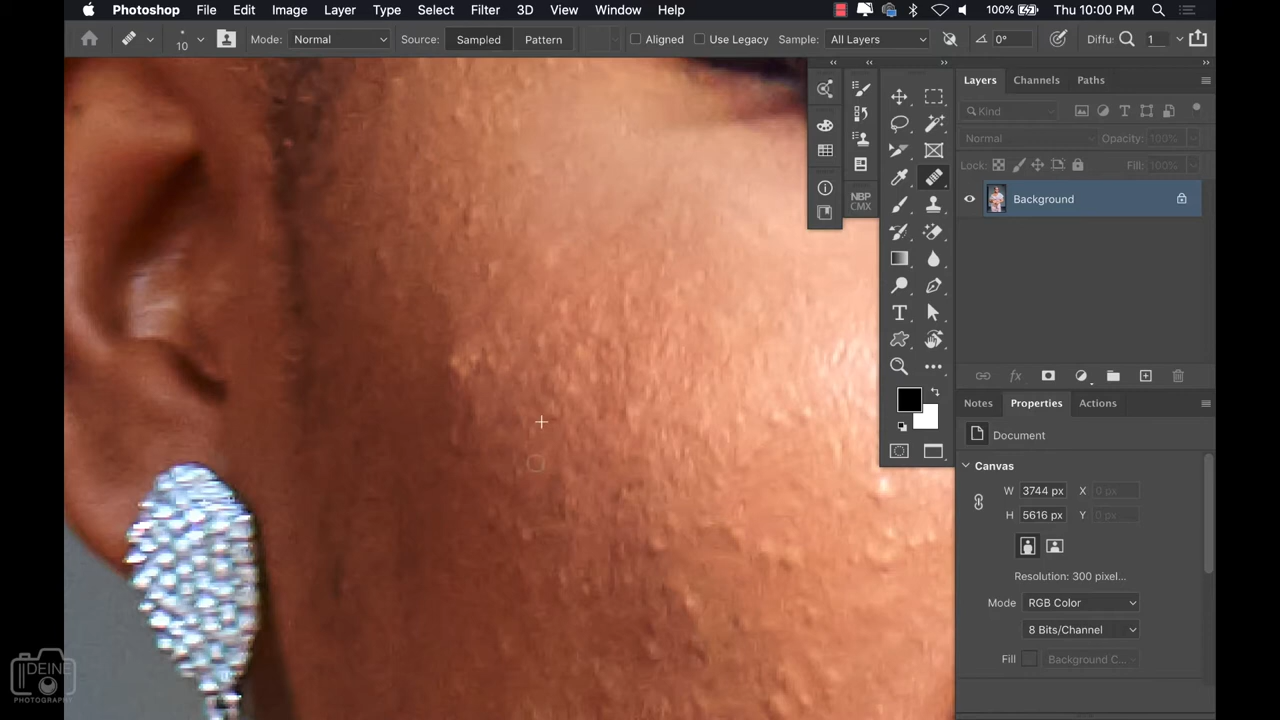 Photoshop File Edit Image Layer Type Select Filter 3D View Window Help 100% Thu 10:00 PM
10 Mode: Normal Source: Sampled Pattern Aligned Use Legacy Sample: All Layers 0° Diffu 1
Layers Channels Paths
Kind
Normal Opacity: 100%
Lock: Fill: 100%
NBP
CMX
Background
T
Notes Properties Actions
Document
Canvas
W 3744 px X 0 px
H 5616 px Y 0 px
Resolution: 300 pixel...
Mode RGB Color
8 Bits/Channel
Fill Background C...
DEINE
PHOTOGRAPHY